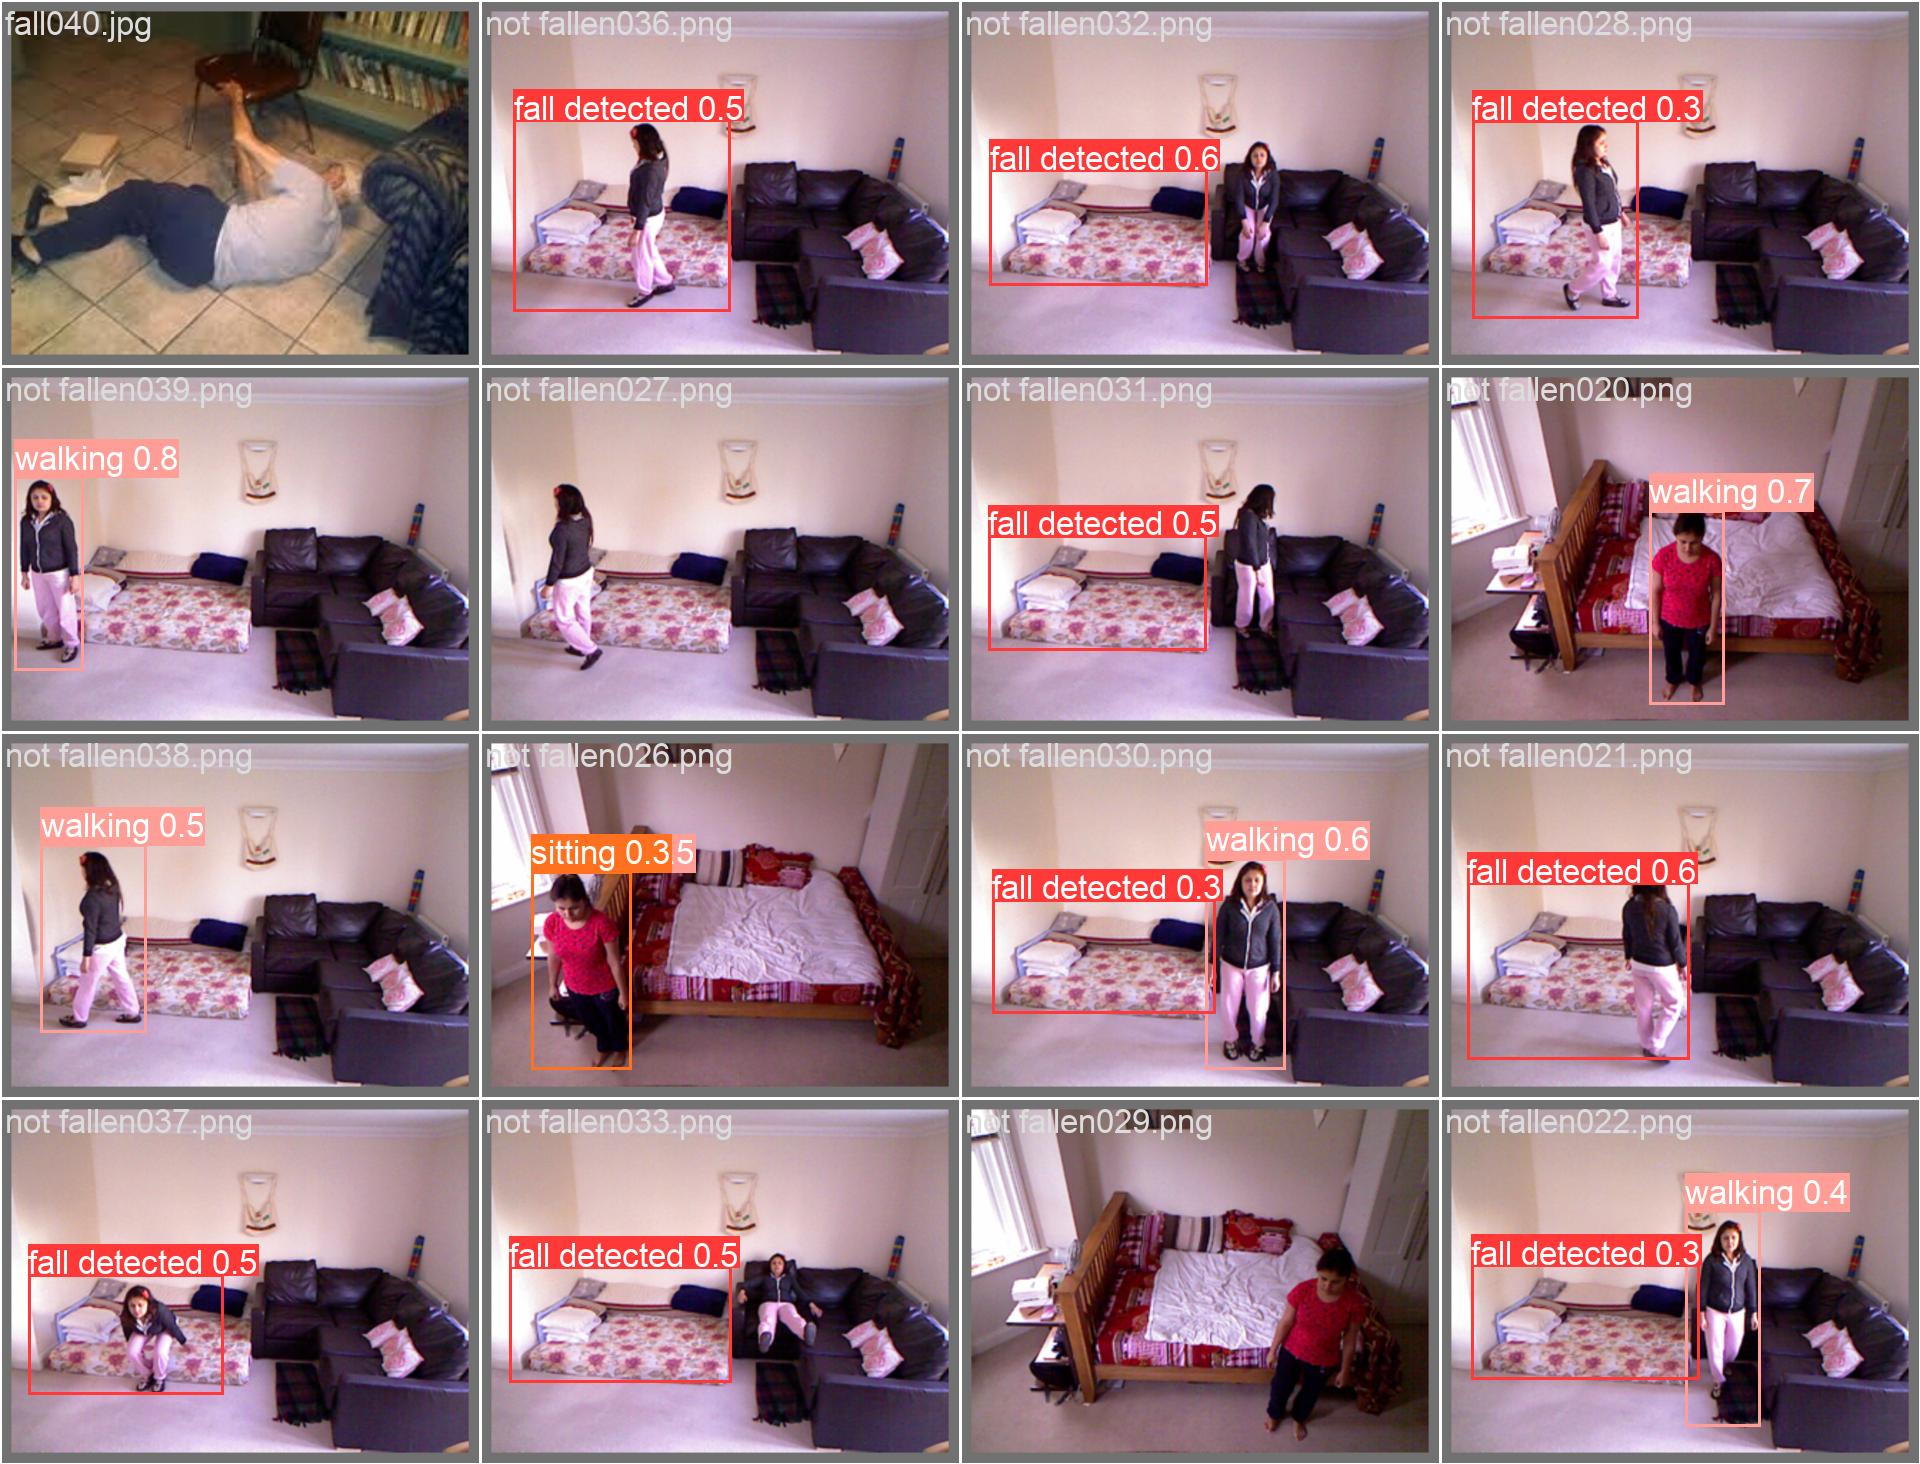 fall040.jpg
not fallen036.png
fall detected 0.5
not fallen032.png
fall detected 0.6
not fallen028.png
fall detected 0.3
not fallen039.png
walking 0.8
not fallen027.png
not fallen031.png
fall detected 0.5
not fallen020.png
walking 0.7
not fallen038.png
walking 0.5
not fallen026.png
sitting 0.3
5
not fallen030.png
walking 0.6
fall detected 0.3
not fallen021.png
fall detected 0.6
not fallen037.png
fall detected 0.5
not fallen033.png
fall detected 0.5
not fallen029.png
not fallen022.png
walking 0.4
fall detected 0.3